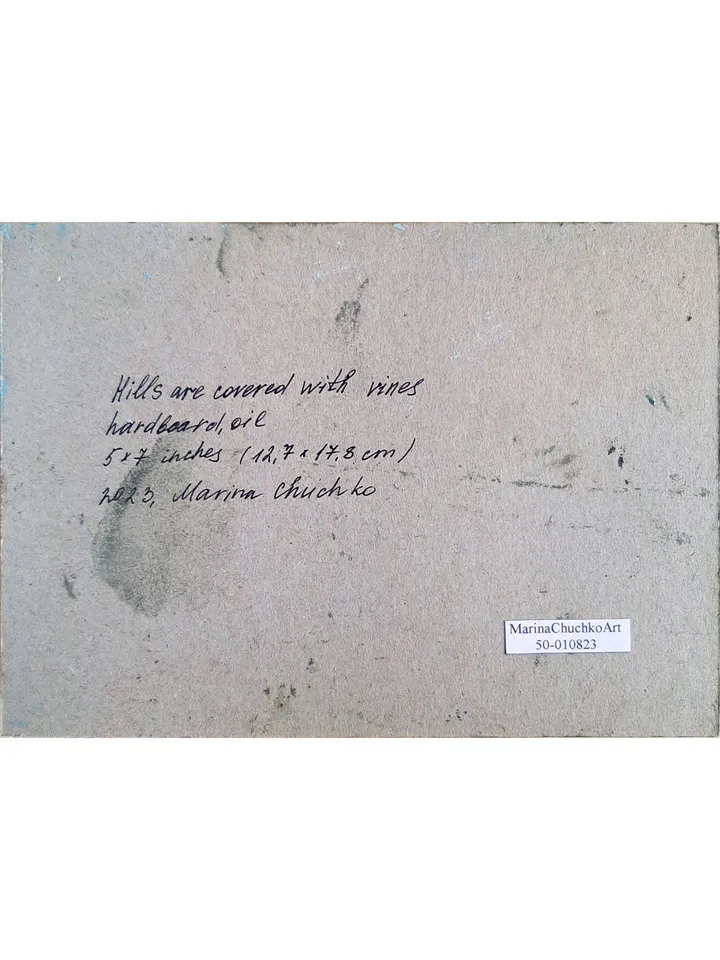 Hills are covered with vines
hardboard, oil
5x7 inches (12,7 x 17,8 cm)
2023, Marina Chuchko
MarinaChuchkoArt
50-010823